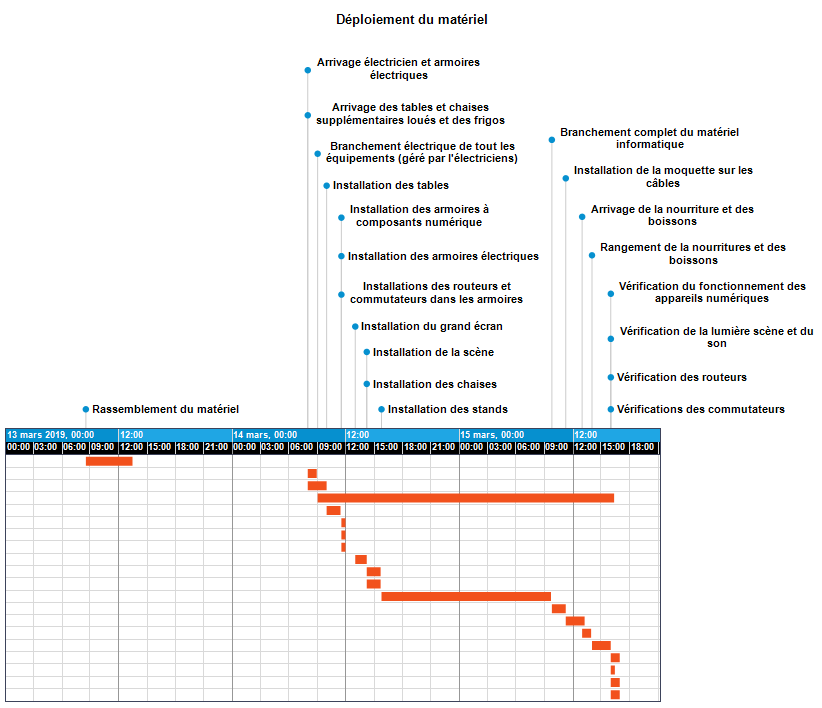 Déploiement du matériel
Arrivage électricien et armoires
électriques
Arrivage des tables et chaises
supplémentaires loués et des frigos
Branchement électrique de tout les
équipements (géré par l'électriciens)
Installation des tables
Installation des armoires à
composants numérique
Installation des armoires électriques
Installations des routeurs et
commutateurs dans les armoires
Installation du grand écran
Installation de la scène
Installation des chaises
Installation des stands
Rassemblement du matériel
Branchement complet du matériel
informatique
Installation de la moquette sur les
câbles
Arrivage de la nourriture et des
boissons
Rangement de la nourritures et des
boissons
Vérification du fonctionnement des
appareils numériques
Vérification de la lumière scène et du
son
Vérification des routeurs
Vérifications des commutateurs
13 mars 2019, 00:00 12:00 14 mars, 00:00 12:00 15 mars, 00:00 12:00
00:00 03:00 06:00 09:00 12:00 15:00 18:00 21:00 00:00 03:00 06:00 09:00 12:00 15:00 18:00 21:00 00:00 03:00 06:00 09:00 12:00 15:00 18:00